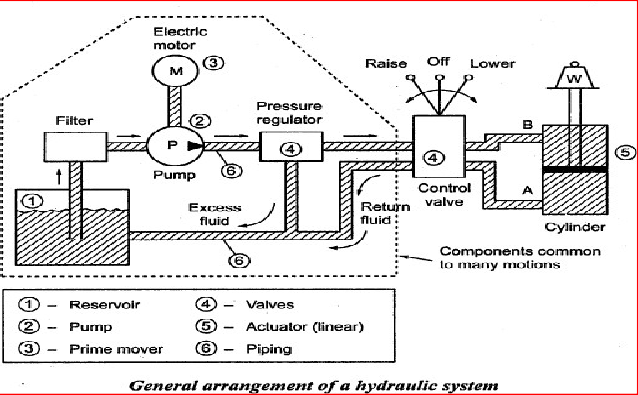 Electric
motor
M
3
Raise Off Lower
W
Filter
2
Pressure
regulator
B
P
4
4
5
1
Pump
6
Control
valve
A
Excess
fluid
Return
fluid
Cylinder
6
Components common
to many motions
1 – Reservoir
2 – Pump
3 – Prime mover
4 – Valves
5 – Actuator (linear)
6 – Piping
General arrangement of a hydraulic system